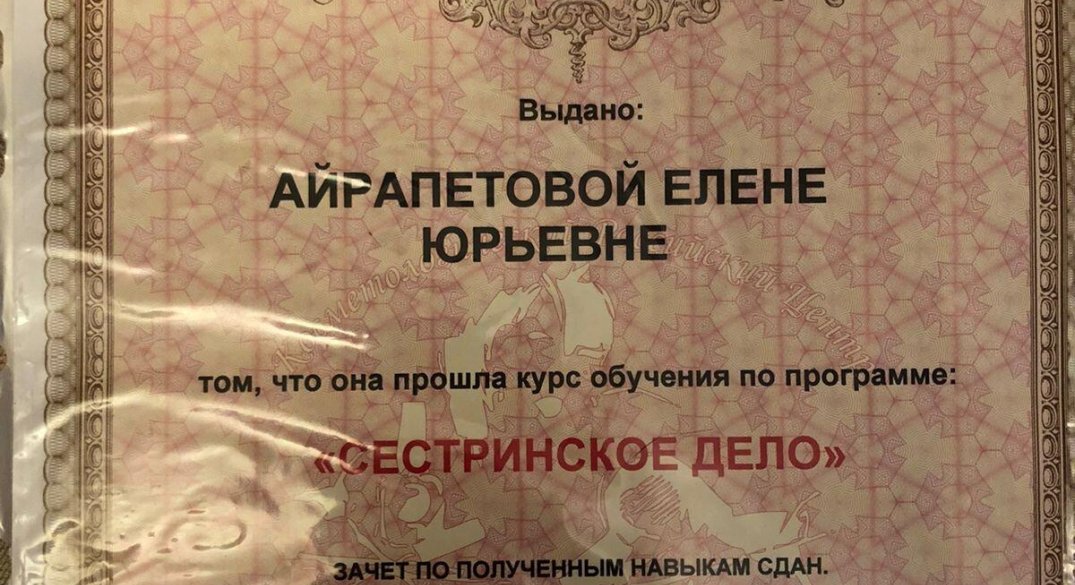 Выдано:
АЙРАПЕТОВОЙ ЕЛЕНЕ
ЮРЬЕВНЕ
том, что она прошла курс обучения по программе:
«СЕСТРИНСКОЕ ДЕЛО»
ЗАЧЕТ ПО ПОЛУЧЕННЫМ НАВЫКАМ СДАН.